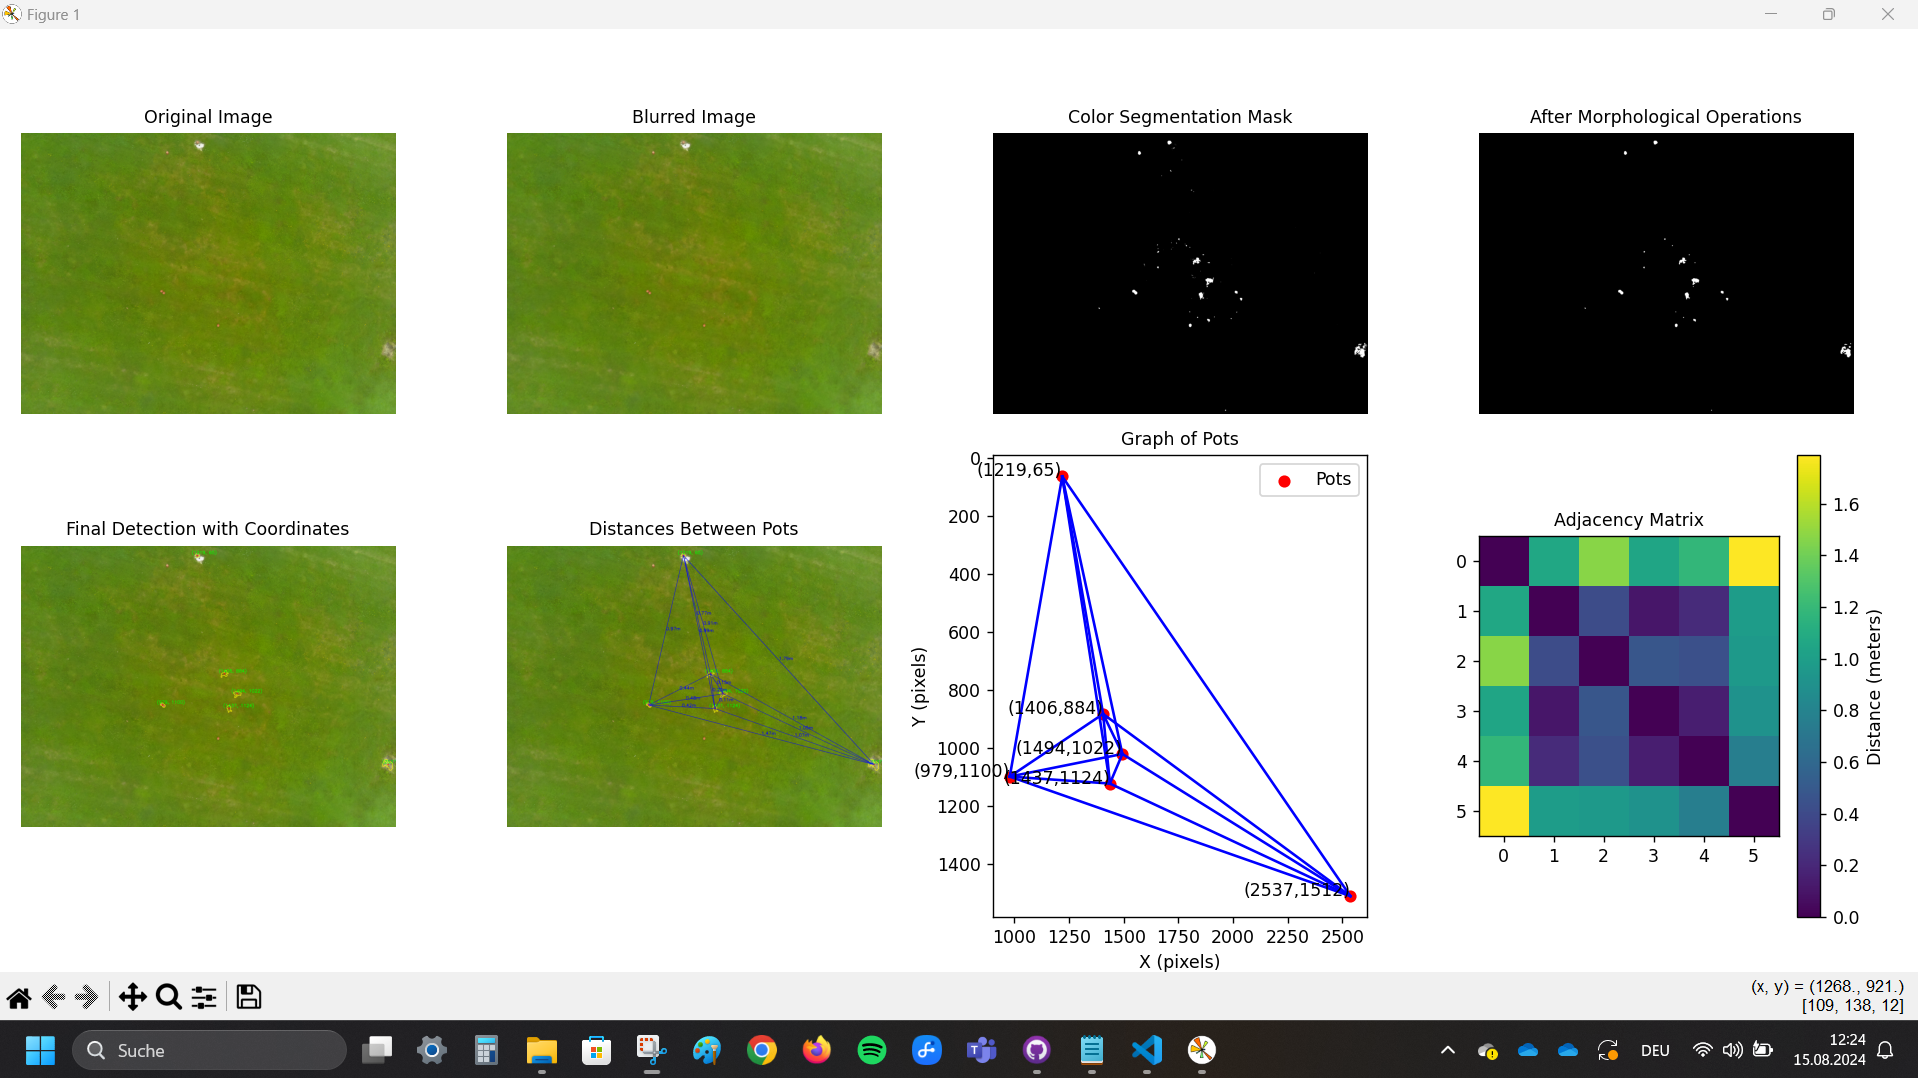 Figure 1
Original Image
Blurred Image
Color Segmentation Mask
After Morphological Operations
Final Detection with Coordinates
Distances Between Pots
Graph of Pots
0
200
400
600
800
1000
1200
1400
Y (pixels)
(1219,65)
Pots
(1406,884)
(1494,1022)
(979,1100)
(1437,1124)
(2537,1512)
1000 1250 1500 1750 2000 2250 2500
X (pixels)
Adjacency Matrix
0
1
2
3
4
5
0 1 2 3 4 5
1.6
1.4
1.2
1.0
0.8
0.6
0.4
0.2
0.0
Distance (meters)
(x, y) = (1268., 921.)
[109, 138, 12]
Suche
DEU
12:24
15.08.2024